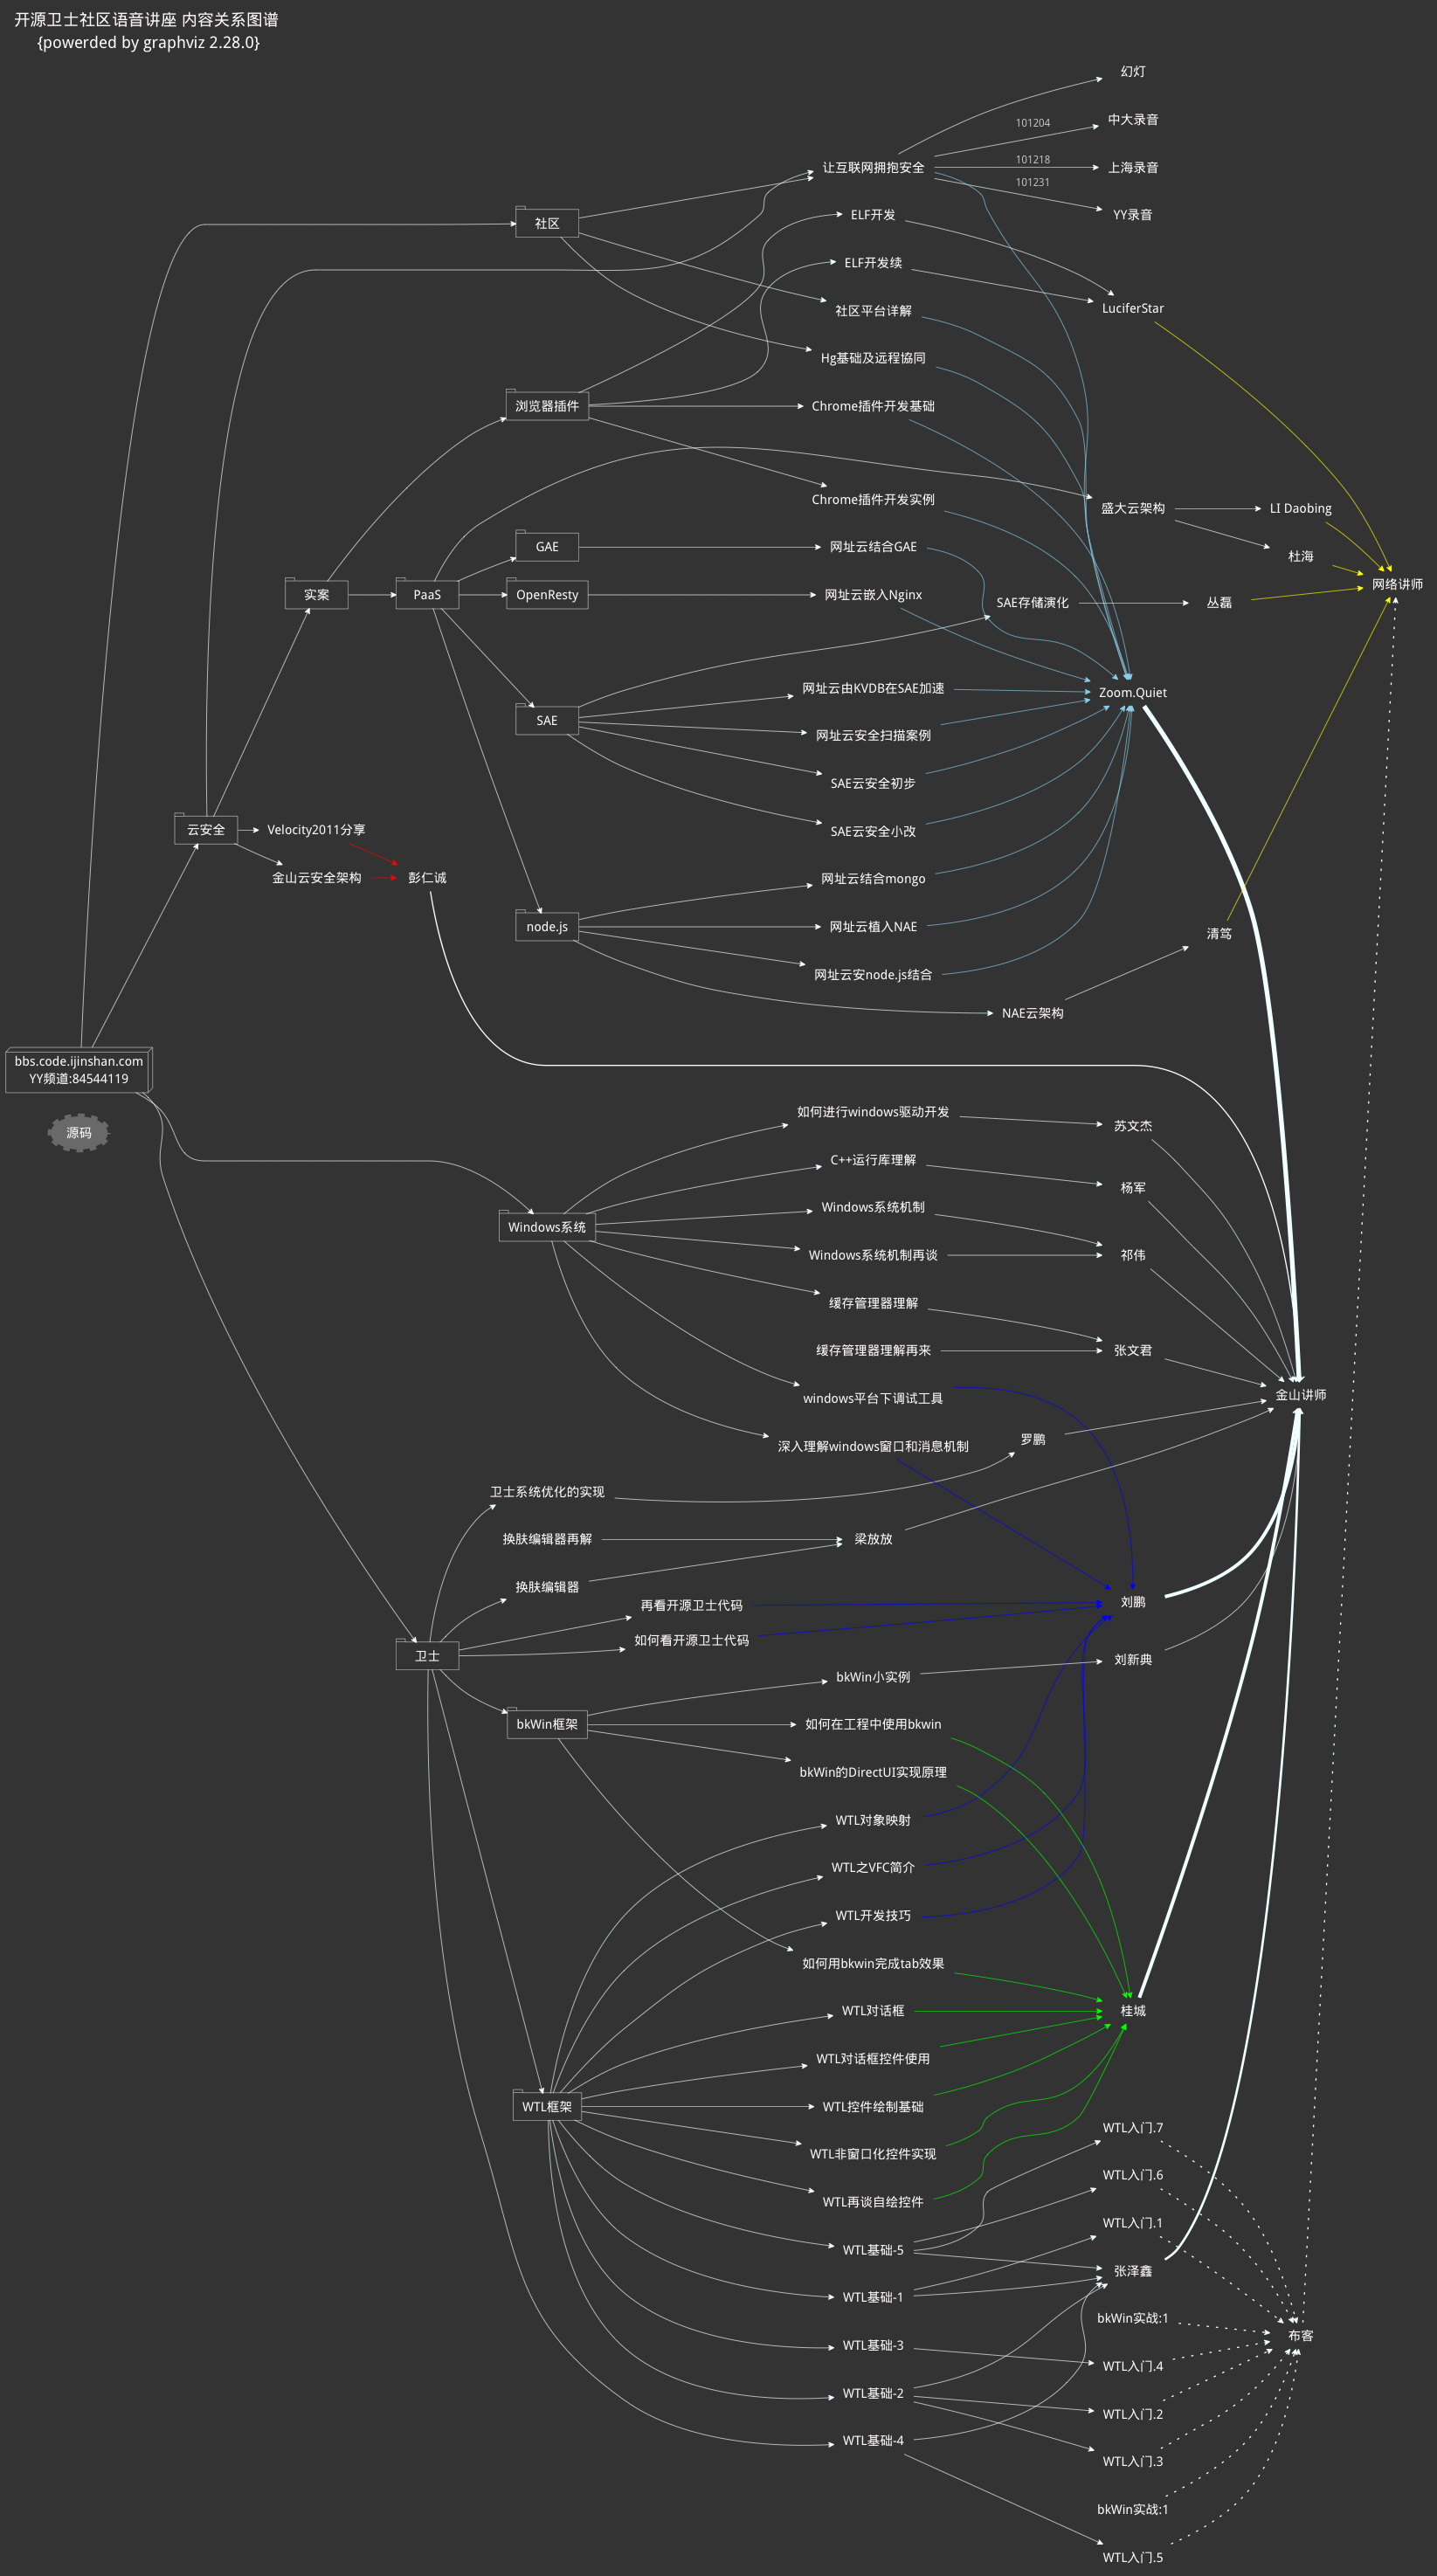 开源卫士社区语音讲座 内容关系图谱
{powerded by graphviz 2.28.0}
幻灯
101204
中大录音
让互联网拥抱安全
101218
上海录音
101231
YY录音
社区
ELF开发
ELF开发续
社区平台详解
LuciferStar
Hg基础及远程协同
浏览器插件
Chrome插件开发基础
Chrome插件开发实例
盛大云架构
LI Daobing
GAE
网址云结合GAE
杜海
网络讲师
实案
PaaS
OpenResty
网址云嵌入Nginx
SAE存储演化
丛磊
网址云由KVDB在SAE加速
Zoom.Quiet
SAE
网址云安全扫描案例
SAE云安全初步
云安全
Velocity2011分享
SAE云安全小改
金山云安全架构
彭仁诚
网址云结合mongo
node.js
网址云植入NAE
清笃
网址云安node.js结合
NAE云架构
bbs.code.ijinshan.com
YY频道:84544119
源码
如何进行windows驱动开发
苏文杰
C++运行库理解
杨军
Windows系统机制
Windows系统
Windows系统机制再谈
祁伟
缓存管理器理解
缓存管理器理解再来
张文君
windows平台下调试工具
金山讲师
深入理解windows窗口和消息机制
罗鹏
卫士系统优化的实现
换肤编辑器再解
梁放放
换肤编辑器
再看开源卫士代码
刘鹏
如何看开源卫士代码
卫士
刘新典
bkWin小实例
bkWin框架
如何在工程中使用bkwin
bkWin的DirectUI实现原理
WTL对象映射
WTL之VFC简介
WTL开发技巧
如何用bkwin完成tab效果
WTL对话框
桂城
WTL对话框控件使用
WTL框架
WTL控件绘制基础
WTL入门.7
WTL非窗口化控件实现
WTL入门.6
WTL再谈自绘控件
WTL入门.1
WTL基础-5
张泽鑫
WTL基础-1
bkWin实战:1
布客
WTL基础-3
WTL入门.4
WTL基础-2
WTL入门.2
WTL基础-4
WTL入门.3
bkWin实战:1
WTL入门.5